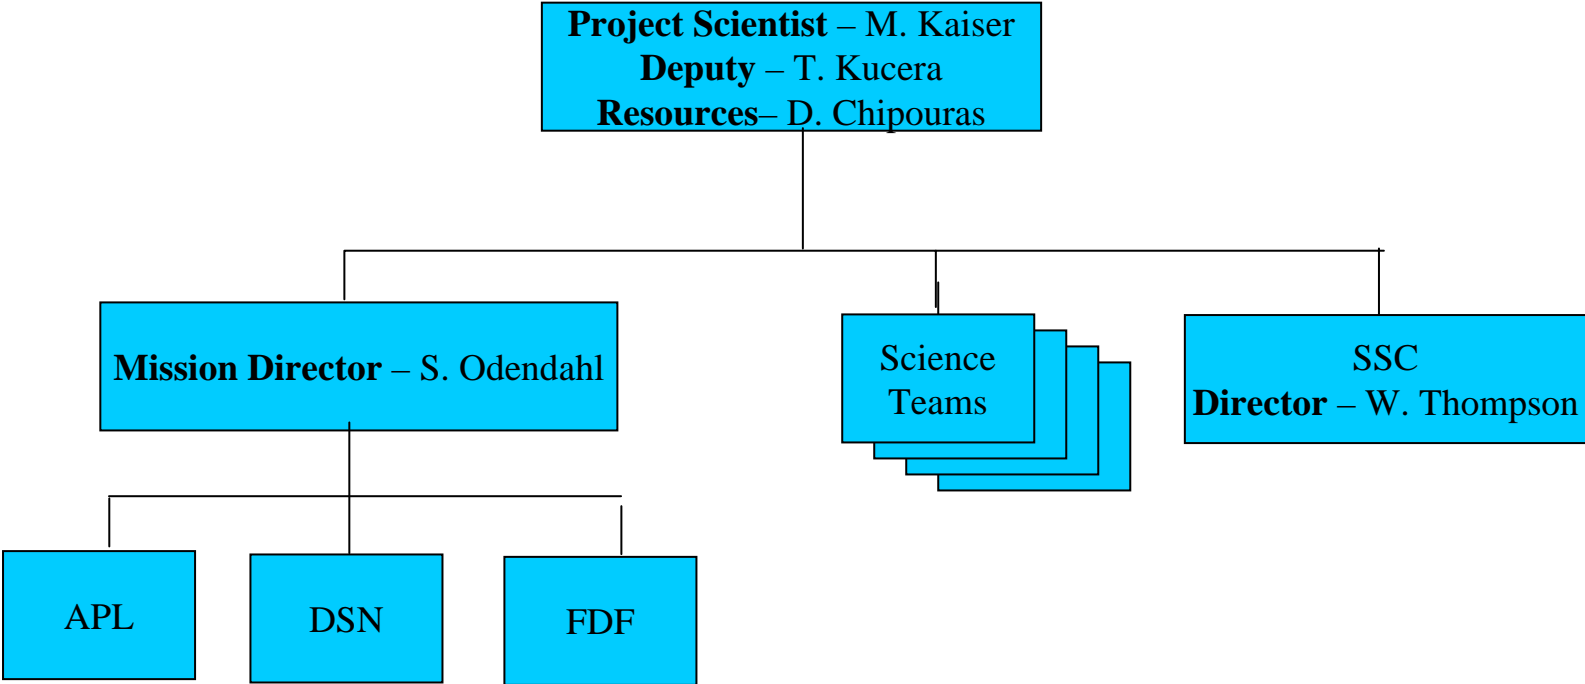 Project Scientist – M. Kaiser
Deputy – T. Kucera
Resources– D. Chipouras
Mission Director – S. Odendahl
Science
Teams
SSC
Director – W. Thompson
APL
DSN
FDF